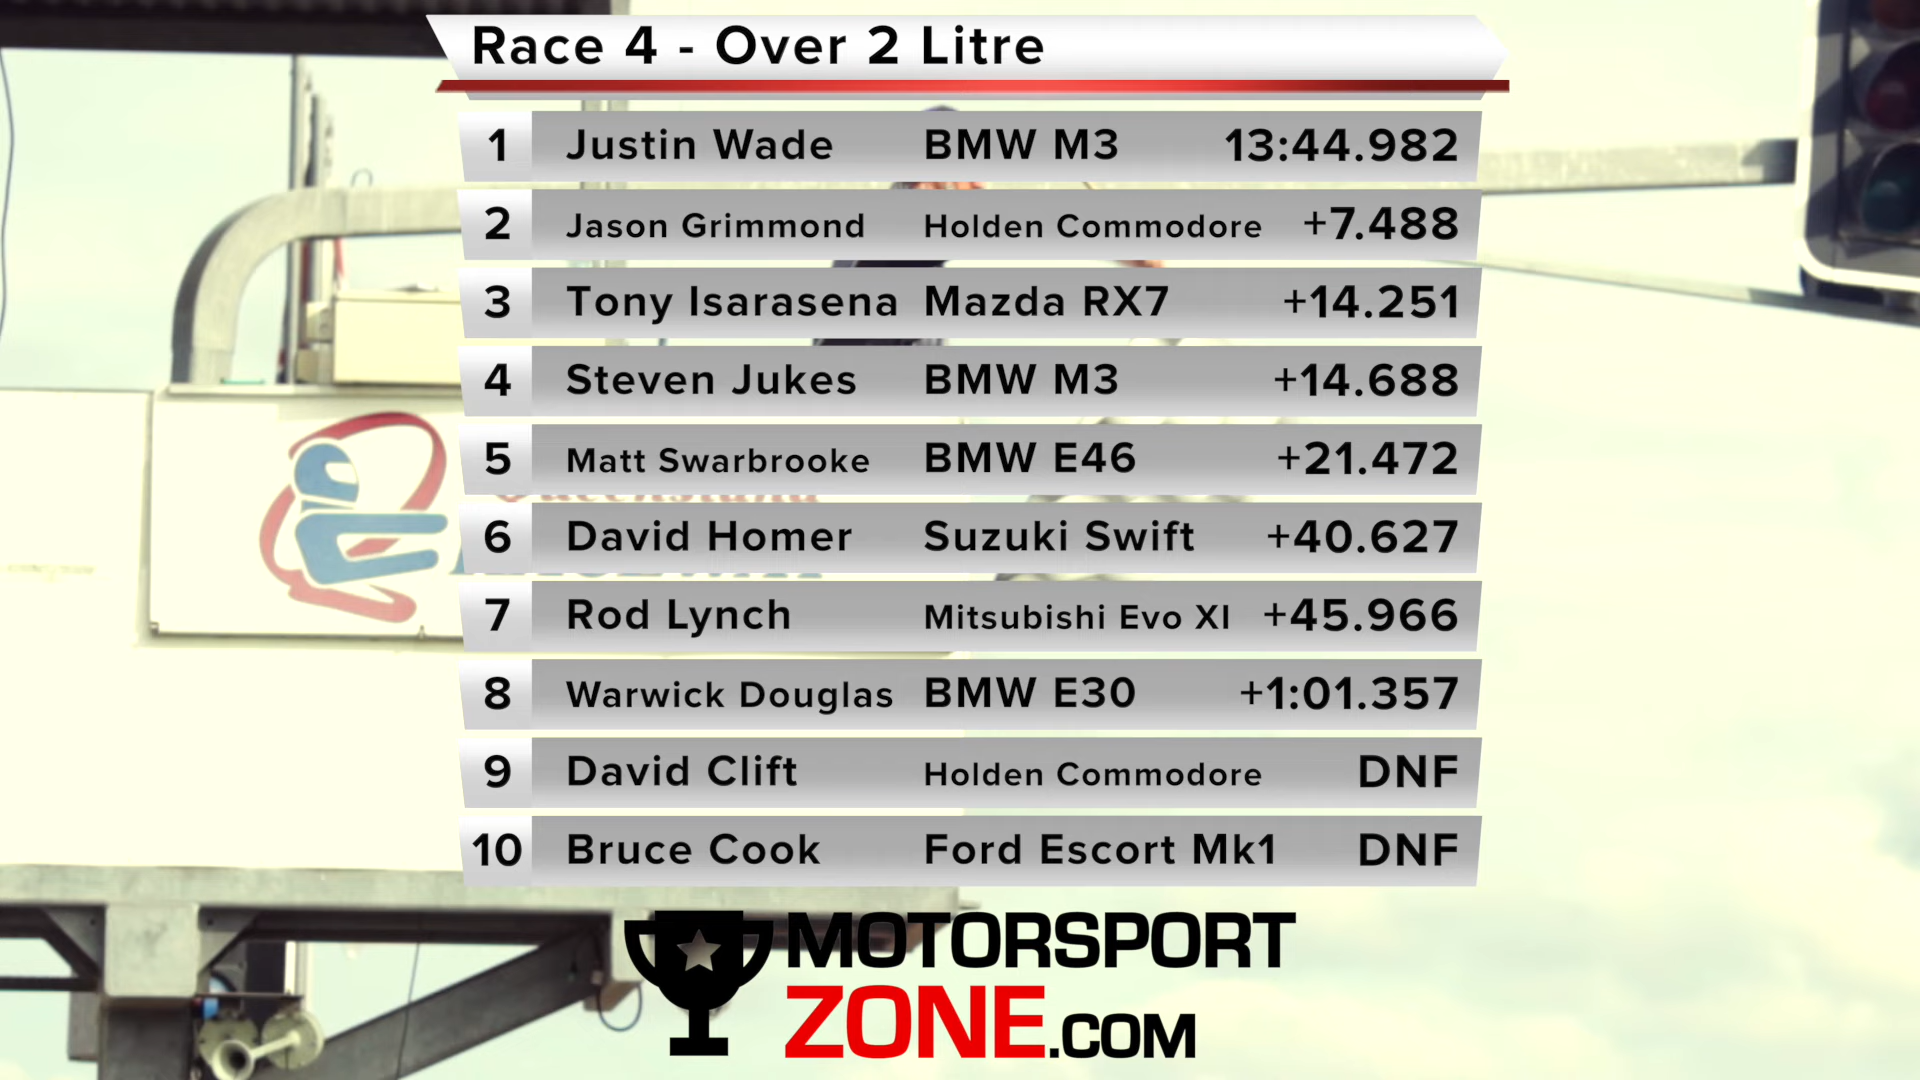 Race 4 - Over 2 Litre
1 Justin Wade BMW M3 13:44.982
2 Jason Grimmond Holden Commodore +7.488
3 Tony Isarasena Mazda RX7 +14.251
4 Steven Jukes BMW M3 +14.688
5 Matt Swarbrooke BMW E46 +21.472
6 David Homer Suzuki Swift +40.627
7 Rod Lynch Mitsubishi Evo XI +45.966
8 Warwick Douglas BMW E30 +1:01.357
9 David Clift Holden Commodore DNF
10 Bruce Cook Ford Escort Mk1 DNF
MOTORSPORT
ZONE.COM